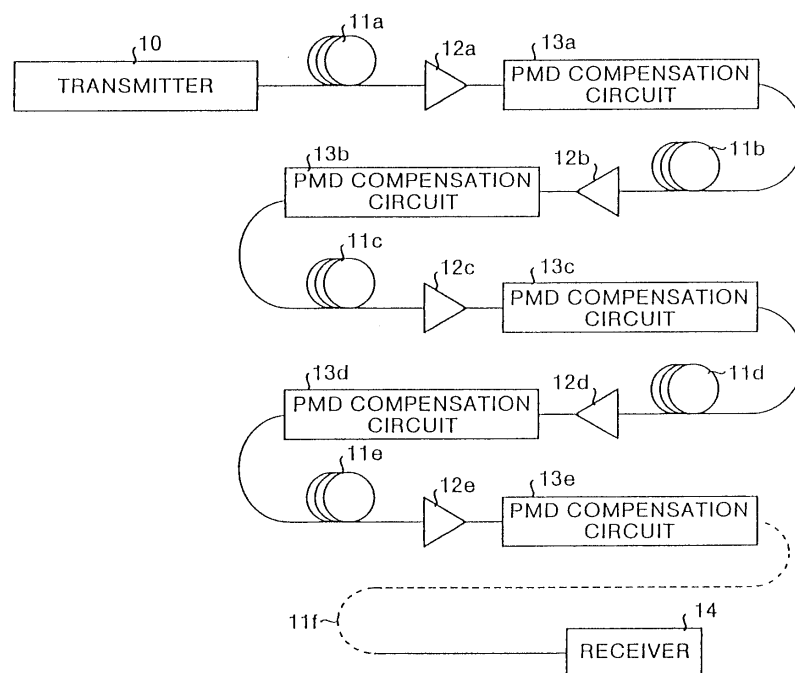 10
11a
12a
13a
TRANSMITTER
PMD COMPENSATION
CIRCUIT
13b
12b
11b
PMD COMPENSATION
CIRCUIT
11c
12c
13c
PMD COMPENSATION
CIRCUIT
13d
12d
11d
PMD COMPENSATION
CIRCUIT
11e
12e
13e
PMD COMPENSATION
CIRCUIT
11f
14
RECEIVER